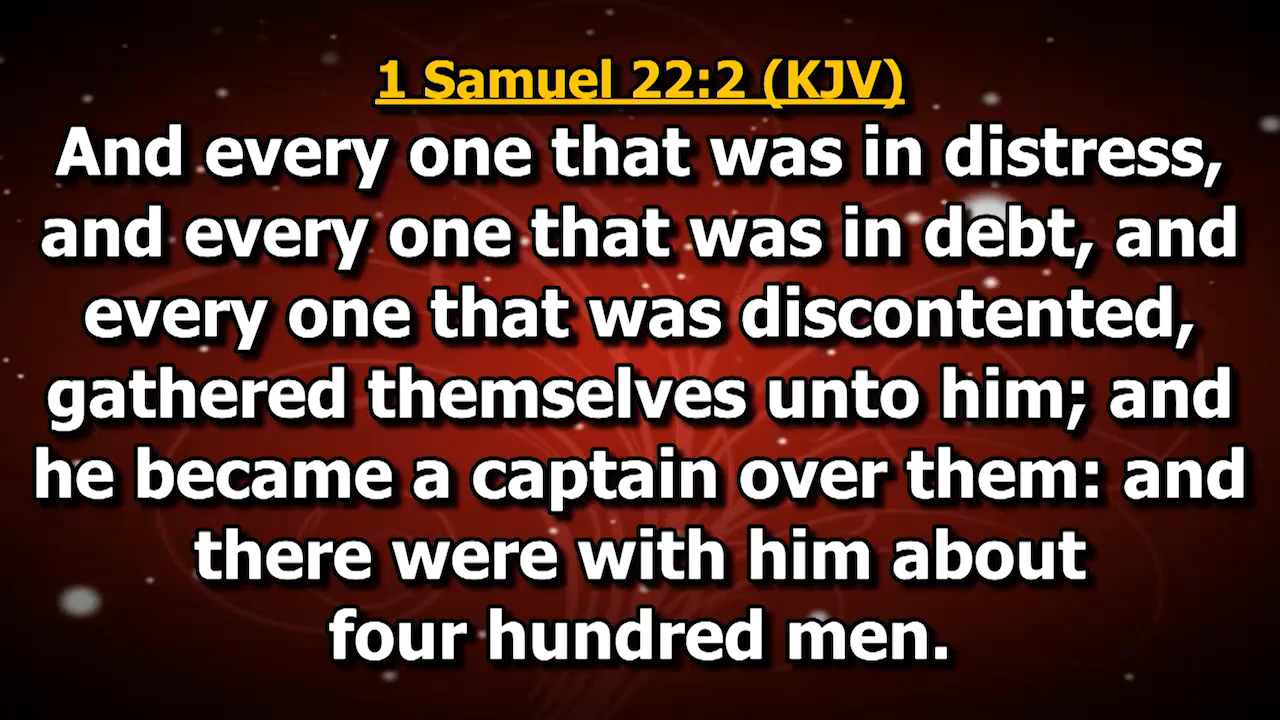 1 Samuel 22:2 (KJV)
And every one that was in distress,
and every one that was in debt, and
every one that was discontented,
gathered themselves unto him; and
he became a captain over them: and
there were with him about
four hundred men.